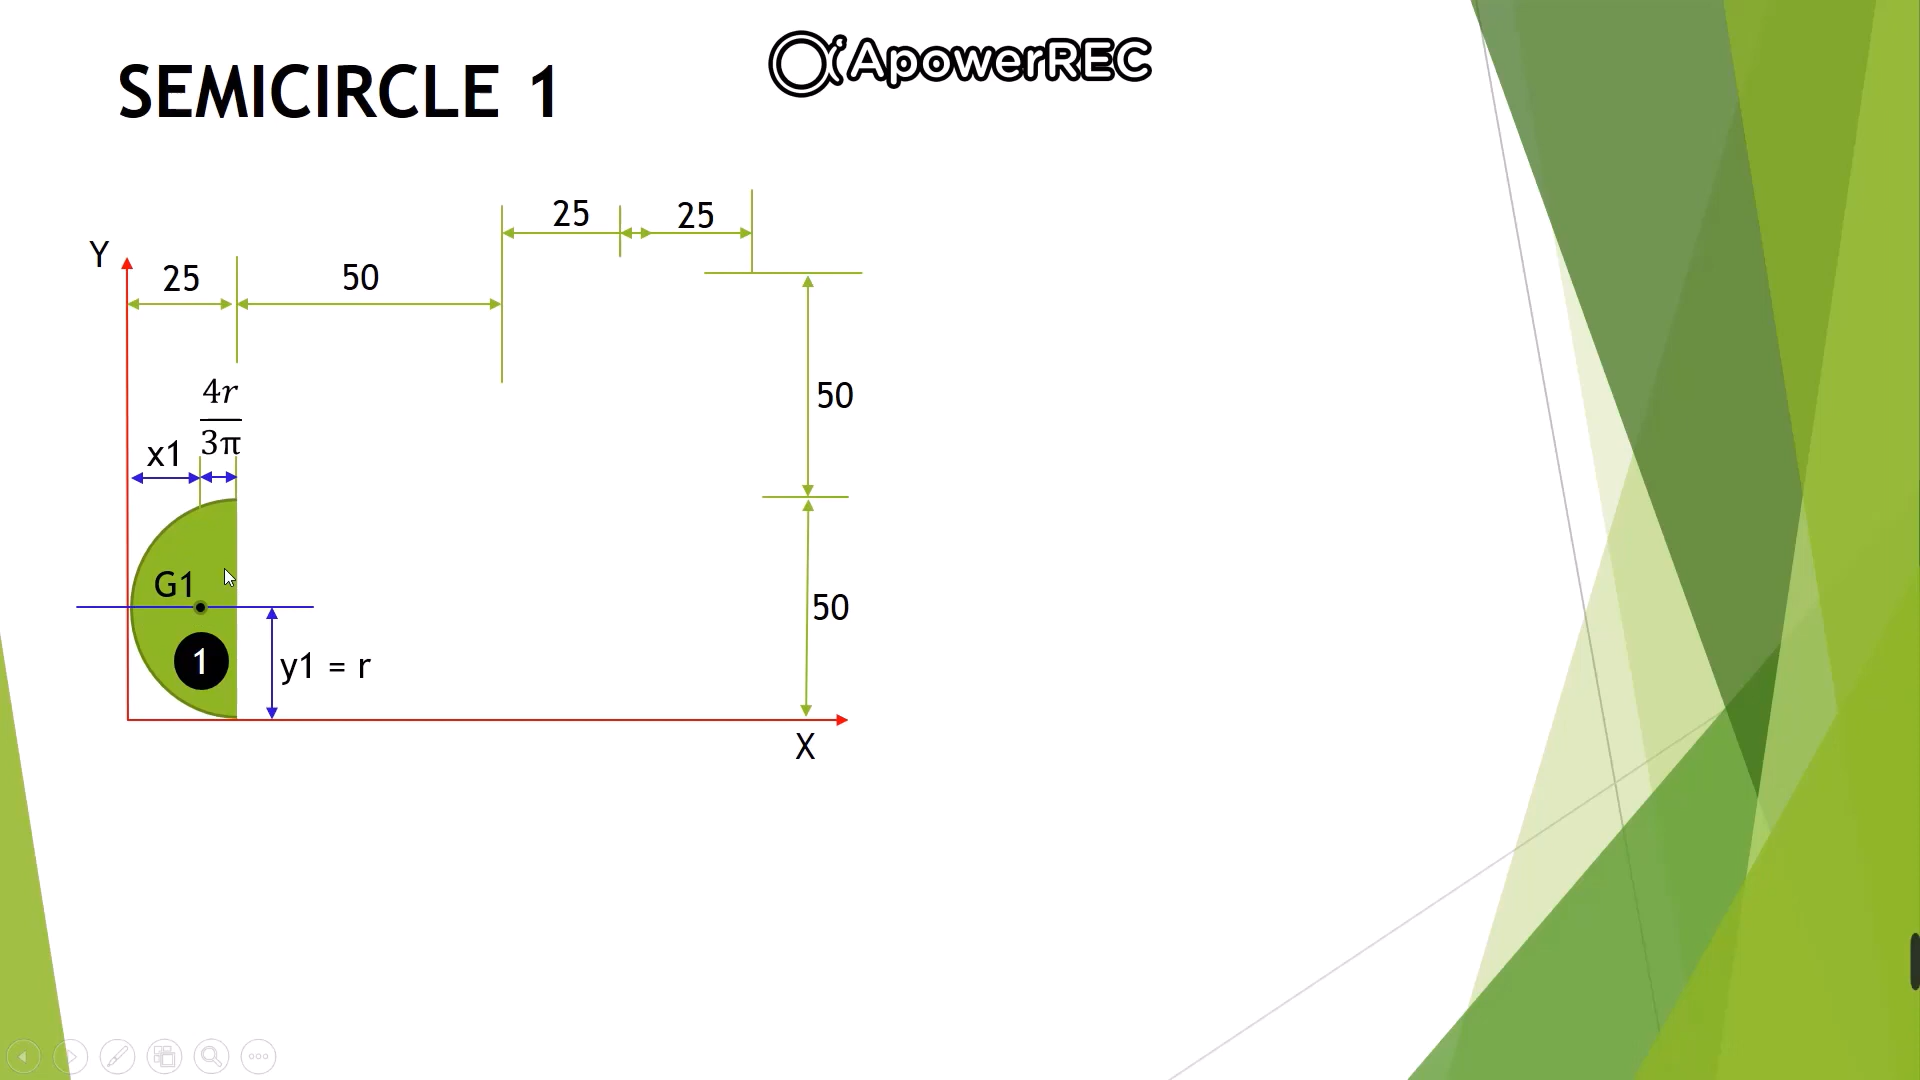 SEMICIRCLE 1
ApowerREC
25
25
Y
25
50
4r
3π
x1
50
G1
50
1
y1 = r
X